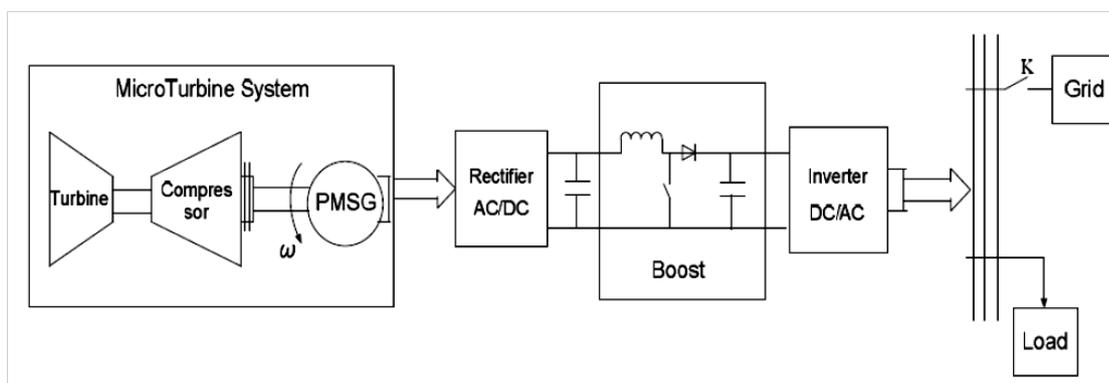 MicroTurbine System
Turbine
Compres
sor
ω
PMSG
Rectifier
AC/DC
Boost
Inverter
DC/AC
K
Grid
Load